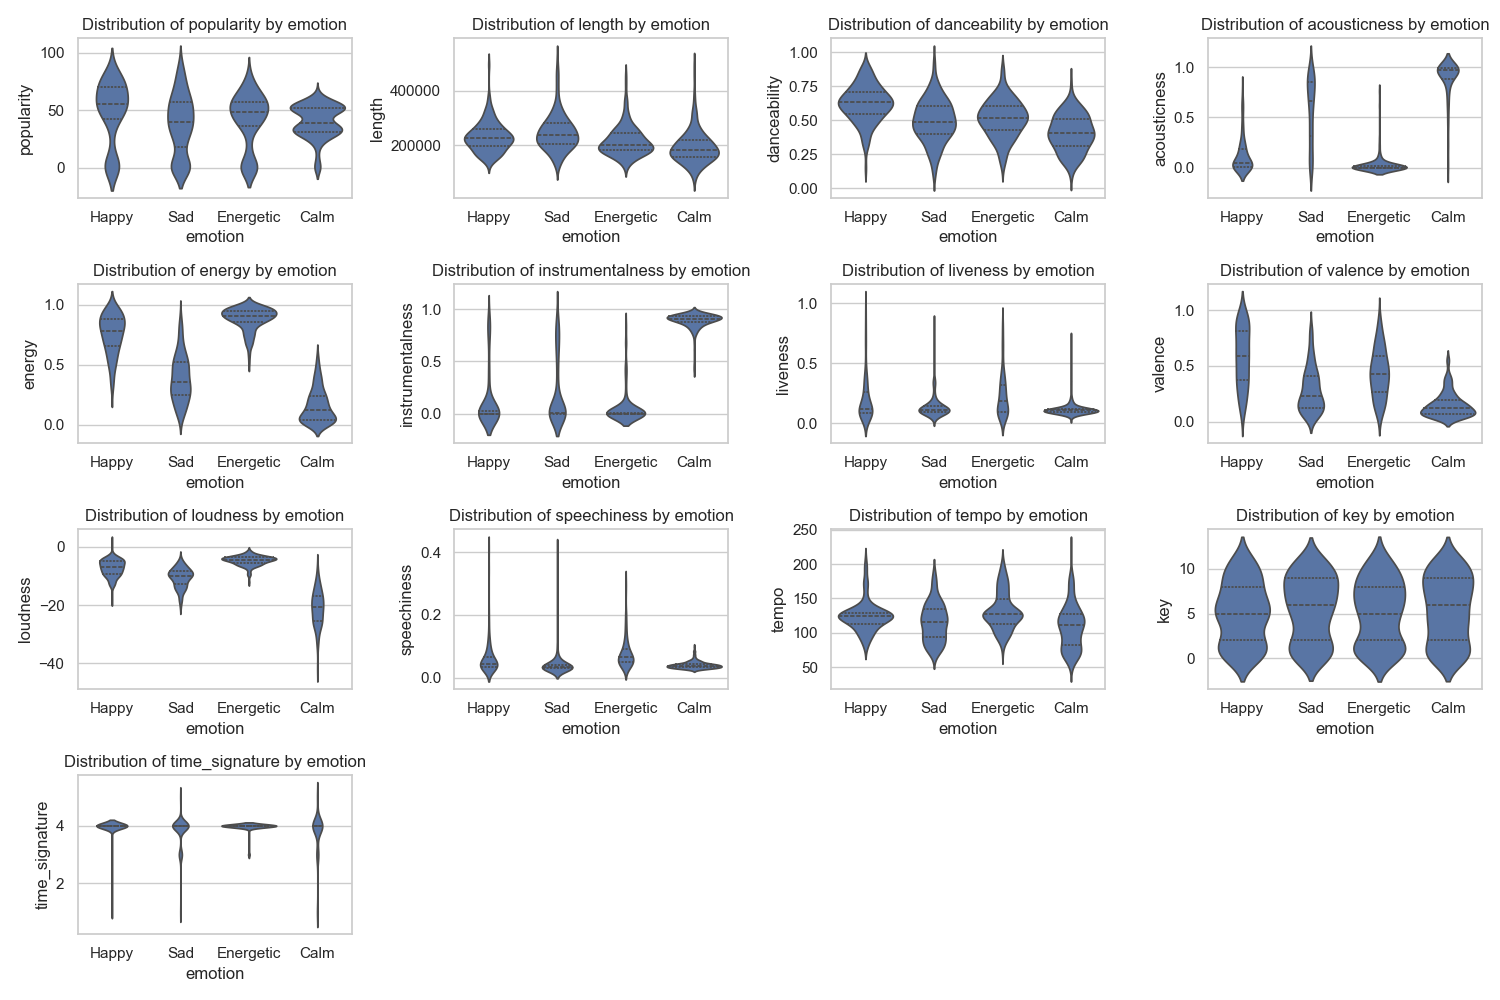 Distribution of popularity by emotion
100
50
0
popularity
Happy Sad Energetic Calm
emotion
Distribution of length by emotion
400000
200000
length
Happy Sad Energetic Calm
emotion
Distribution of danceability by emotion
1.00
0.75
0.50
0.25
0.00
danceability
Happy Sad Energetic Calm
emotion
Distribution of acousticness by emotion
1.0
0.5
0.0
acousticness
Happy Sad Energetic Calm
emotion
Distribution of energy by emotion
1.0
0.5
0.0
energy
Happy Sad Energetic Calm
emotion
Distribution of instrumentalness by emotion
1.0
0.5
0.0
instrumentalness
Happy Sad Energetic Calm
emotion
Distribution of liveness by emotion
1.0
0.5
0.0
liveness
Happy Sad Energetic Calm
emotion
Distribution of valence by emotion
1.0
0.5
0.0
valence
Happy Sad Energetic Calm
emotion
Distribution of loudness by emotion
0
−20
−40
loudness
Happy Sad Energetic Calm
emotion
Distribution of speechiness by emotion
0.4
0.2
0.0
speechiness
Happy Sad Energetic Calm
emotion
Distribution of tempo by emotion
250
200
150
100
50
tempo
Happy Sad Energetic Calm
emotion
Distribution of key by emotion
10
5
0
key
Happy Sad Energetic Calm
emotion
Distribution of time_signature by emotion
4
2
time_signature
Happy Sad Energetic Calm
emotion